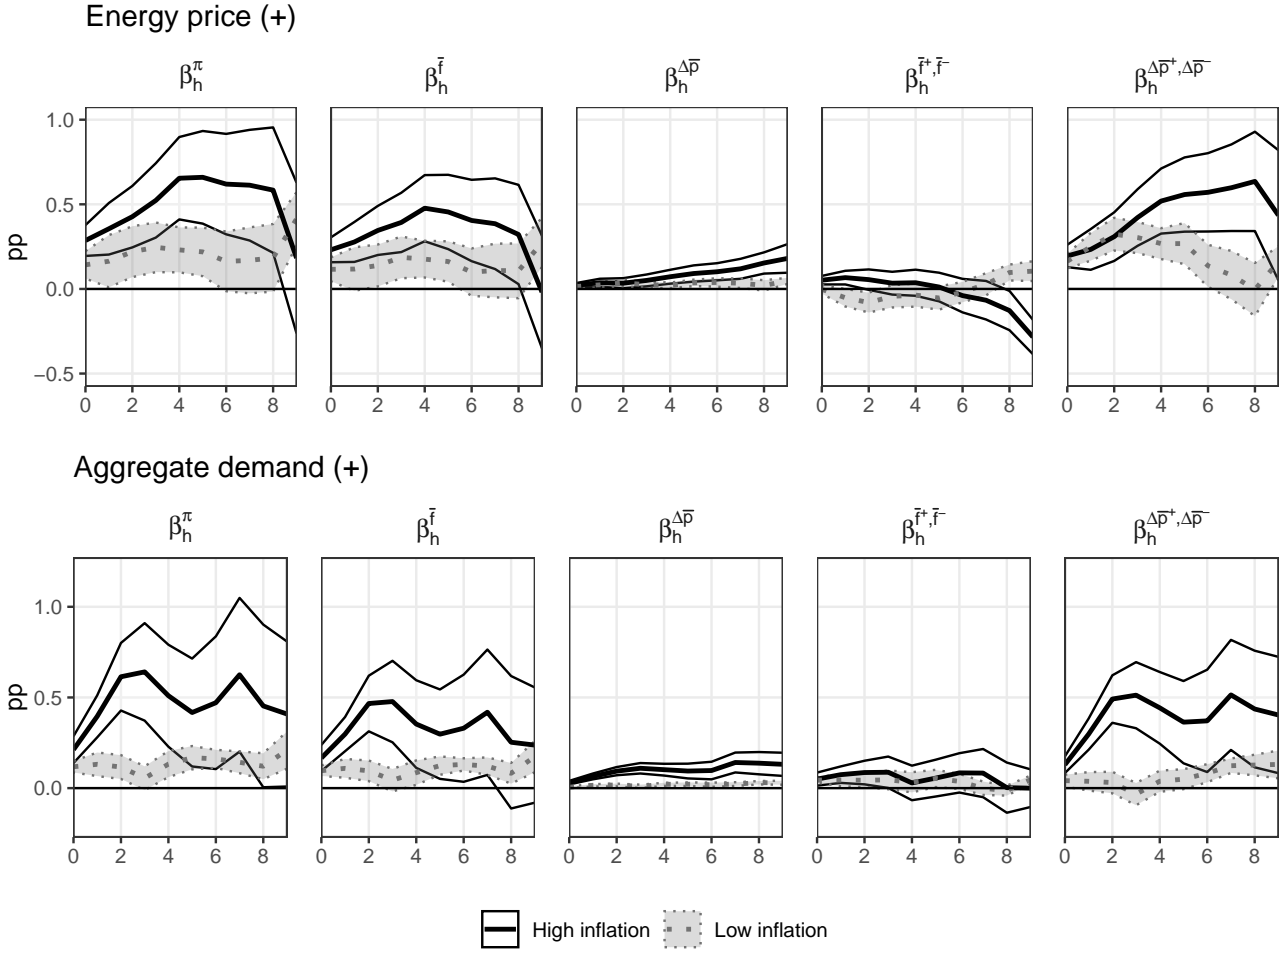 Energy price (+)
β_h^π β_h^f̄ β_h^Δp̄ β_h^f̄⁺,f̄⁻ β_h^Δp̄⁺,Δp̄⁻
1.0
0.5
0.0
−0.5
pp
0 2 4 6 8 0 2 4 6 8 0 2 4 6 8 0 2 4 6 8 0 2 4 6 8
Aggregate demand (+)
β_h^π β_h^f̄ β_h^Δp̄ β_h^f̄⁺,f̄⁻ β_h^Δp̄⁺,Δp̄⁻
1.0
0.5
0.0
pp
0 2 4 6 8 0 2 4 6 8 0 2 4 6 8 0 2 4 6 8 0 2 4 6 8
High inflation Low inflation